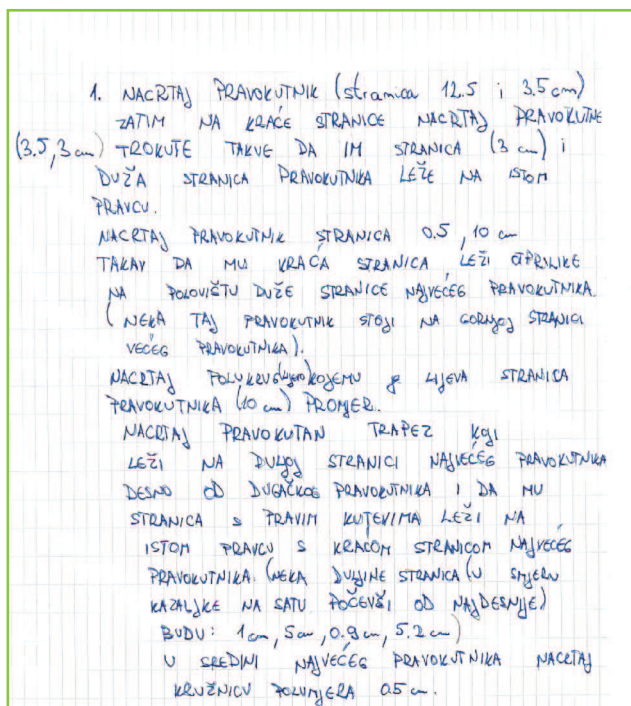 1. NACRTAJ PRAVOKUTNIK (stranica 12.5 i 3.5 cm)
ZATIM NA KRAĆE STRANICE NACRTAJ PRAVOKUTNE
(3.5, 3 cm) TROKUTE TAKVE DA IM STRANICA (3 cm) i
DUŽA STRANICA PRAVOKUTNIKA LEŽE NA ISTOM
PRAVCU.
NACRTAJ PRAVOKUTNIK STRANICA 0.5, 10 cm
TAKAV DA MU KRAĆA STRANICA LEŽI OTPRILIKE
NA POLOVIŠTU DUŽE STRANICE NAJVEĆEG PRAVOKUTNIKA.
(NEKA TAJ PRAVOKUTNIK STOJI NA GORNJOJ STRANICI
VEĆEG PRAVOKUTNIKA).
NACRTAJ POLUKRUG (lijevo) KOJEMU JE LIJEVA STRANICA
PRAVOKUTNIKA (10 cm) PROMJER.
NACRTAJ PRAVOKUTAN TRAPEZ KOJI
LEŽI NA DULJOJ STRANICI NAJVEĆEG PRAVOKUTNIKA
DESNO OD DUGAČKOG PRAVOKUTNIKA I DA MU
STRANICA S PRAVIM KUTEVIMA LEŽI NA
ISTOM PRAVCU S KRAĆOM STRANICOM NAJVEĆEG
PRAVOKUTNIKA. (NEKA DULJINE STRANICA (U SMJERU
KAZALJKE NA SATU POČEVŠI OD NAJDESNIJE)
BUDU: 1 cm, 5 cm, 0.9 cm, 5.2 cm)
U SREDINI NAJVEĆEG PRAVOKUTNIKA NACRTAJ
KRUŽNICU POLUMJERA 0.5 cm.